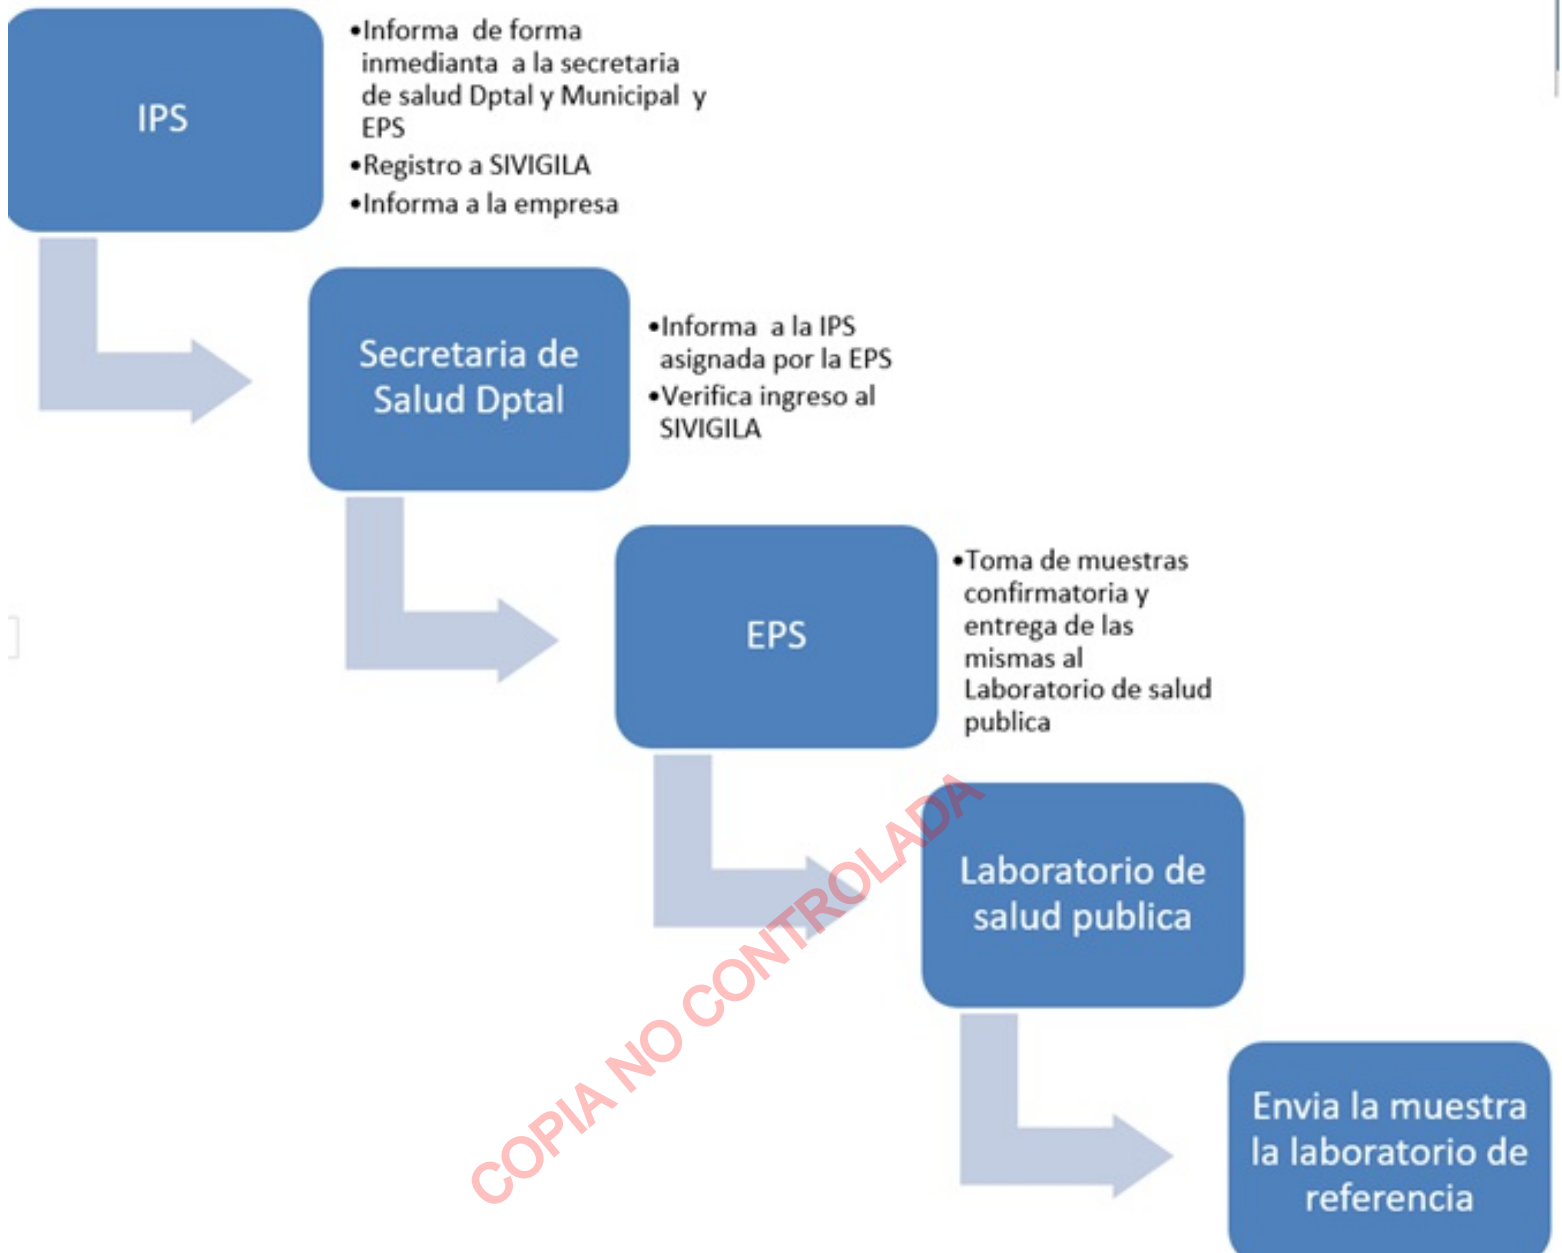 IPS
•Informa de forma
inmedianta a la secretaria
de salud Dptal y Municipal y
EPS
•Registro a SIVIGILA
•Informa a la empresa
Secretaria de
Salud Dptal
•Informa a la IPS
asignada por la EPS
•Verifica ingreso al
SIVIGILA
EPS
•Toma de muestras
confirmatoria y
entrega de las
mismas al
Laboratorio de salud
publica
Laboratorio de
salud publica
Envia la muestra
la laboratorio de
referencia
COPIA NO CONTROLADA